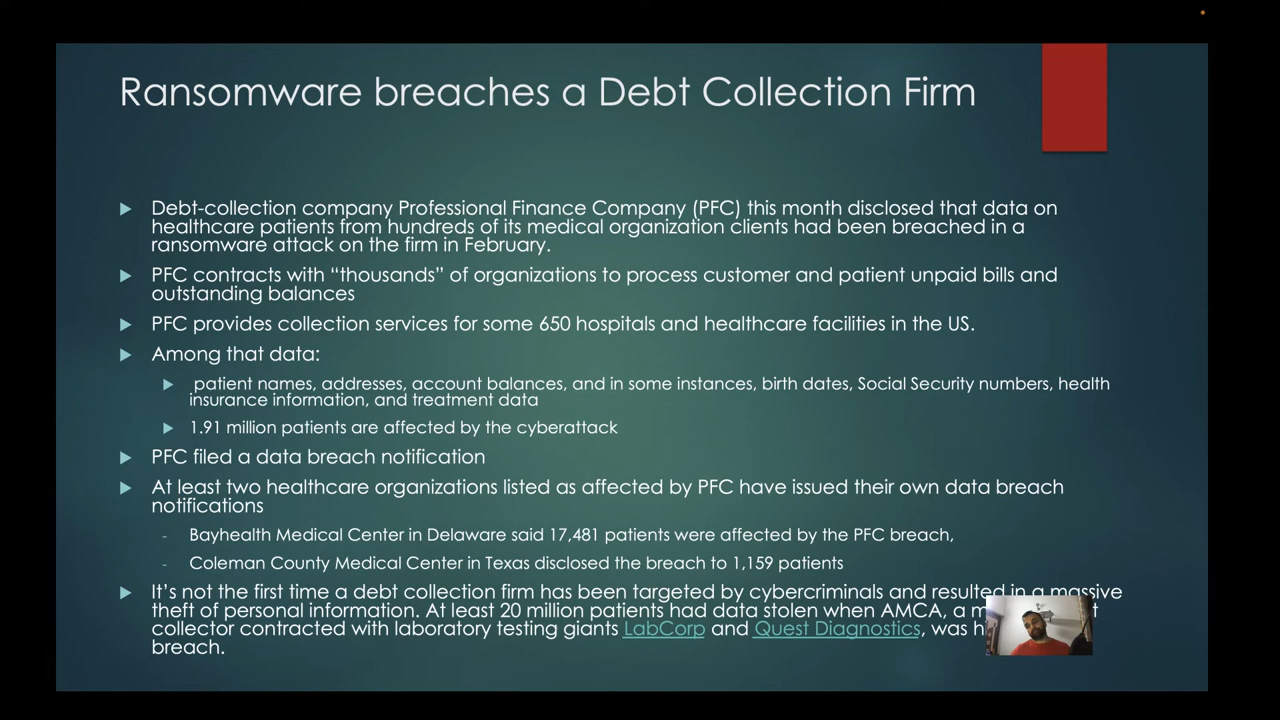 Ransomware breaches a Debt Collection Firm
Debt-collection company Professional Finance Company (PFC) this month disclosed that data on
healthcare patients from hundreds of its medical organization clients had been breached in a
ransomware attack on the firm in February.
PFC contracts with “thousands” of organizations to process customer and patient unpaid bills and
outstanding balances
PFC provides collection services for some 650 hospitals and healthcare facilities in the US.
Among that data:
patient names, addresses, account balances, and in some instances, birth dates, Social Security numbers, health
insurance information, and treatment data
1.91 million patients are affected by the cyberattack
PFC filed a data breach notification
At least two healthcare organizations listed as affected by PFC have issued their own data breach
notifications
- Bayhealth Medical Center in Delaware said 17,481 patients were affected by the PFC breach,
- Coleman County Medical Center in Texas disclosed the breach to 1,159 patients
It’s not the first time a debt collection firm has been targeted by cybercriminals and resulted in a massive
theft of personal information. At least 20 million patients had data stolen when AMCA, a
collector contracted with laboratory testing giants LabCorp and Quest Diagnostics, was
breach.